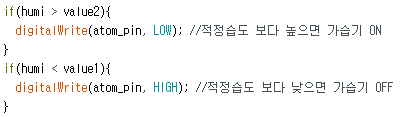 if(humi > value2){
digitalWrite(atom_pin, LOW); //적정습도 보다 높으면 가습기 ON
}
if(humi < value1){
digitalWrite(atom_pin, HIGH); //적정습도 보다 낮으면 가습기 OFF
}